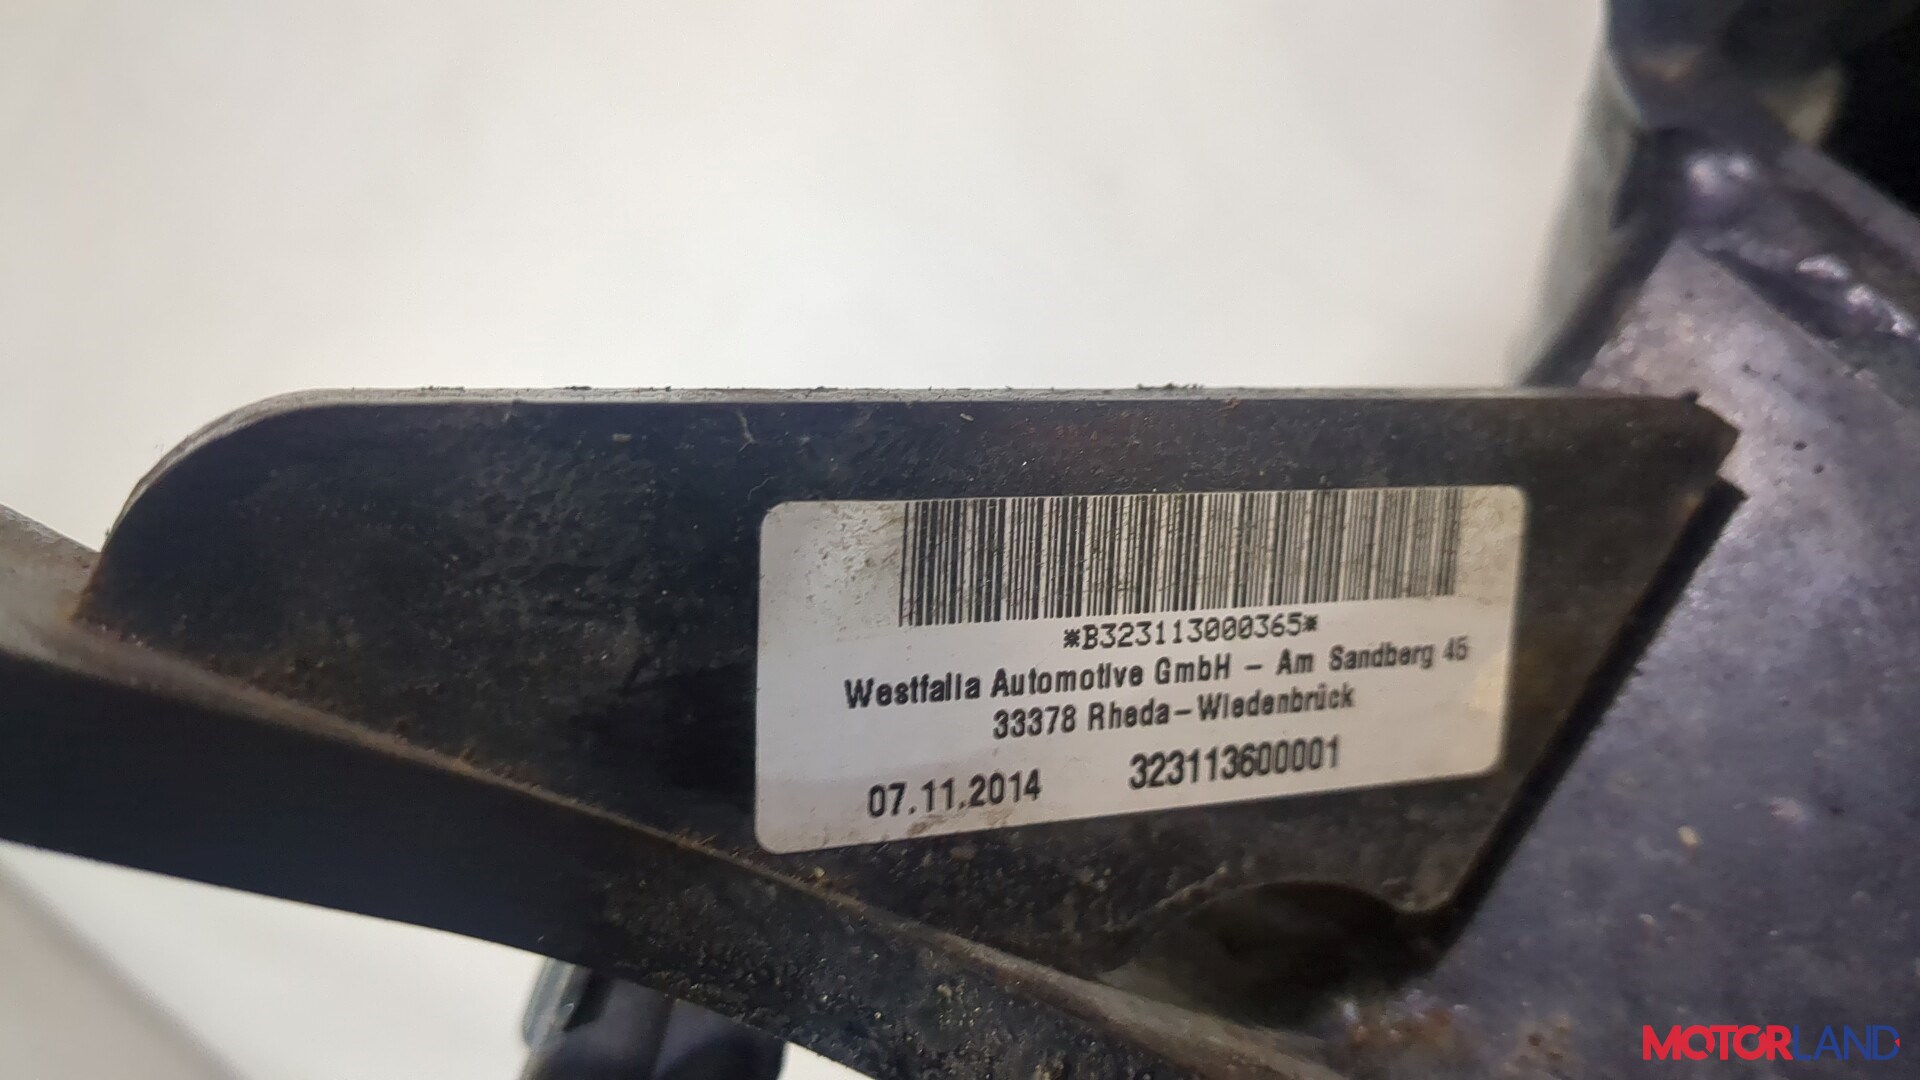 *B323113000365*
Westfalia Automotive GmbH - Am Sandberg 45
33378 Rheda-Wiedenbrück
07.11.2014 323113600001
MOTORLAND